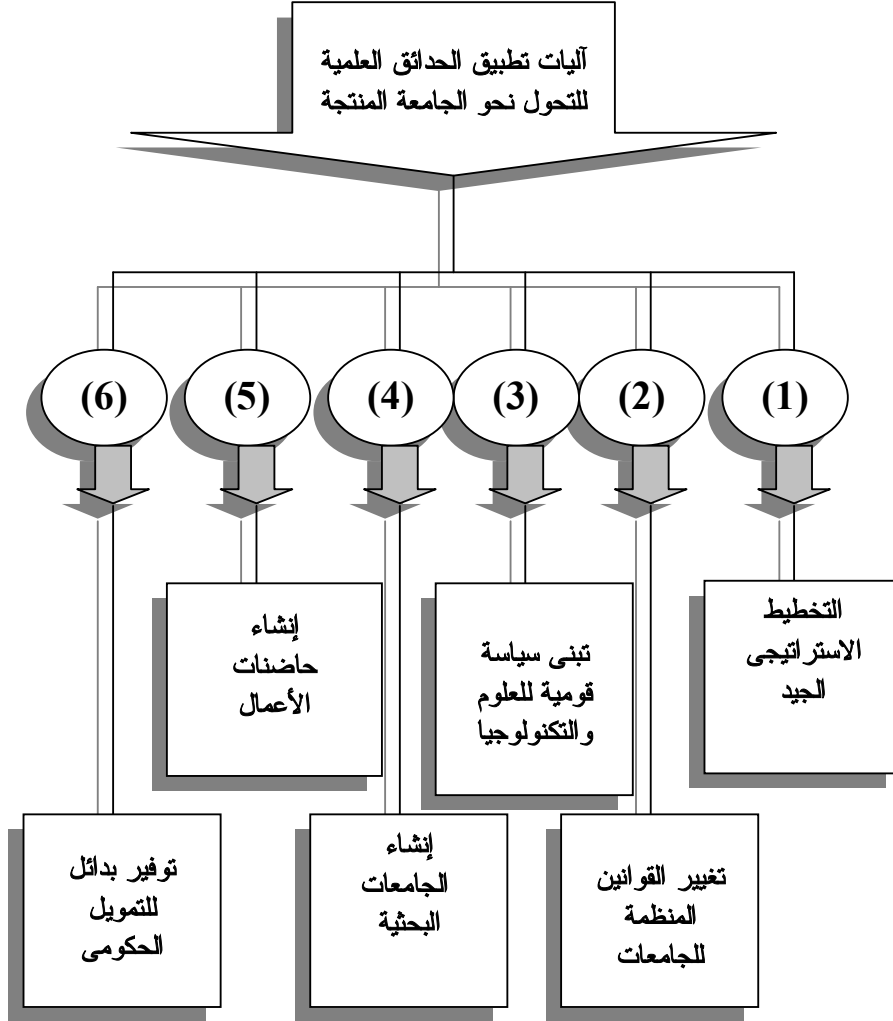 آليات تطبيق الحدائق العلمية
للتحول نحو الجامعة المنتجة
(1)
(2)
(3)
(4)
(5)
(6)
التخطيط
الاستراتيجى
الجيد
تغيير القوانين
المنظمة
للجامعات
تبنى سياسة
قومية للعلوم
والتكنولوجيا
إنشاء
الجامعات
البحثية
إنشاء
حاضنات
الأعمال
توفير بدائل
للتمويل
الحكومى